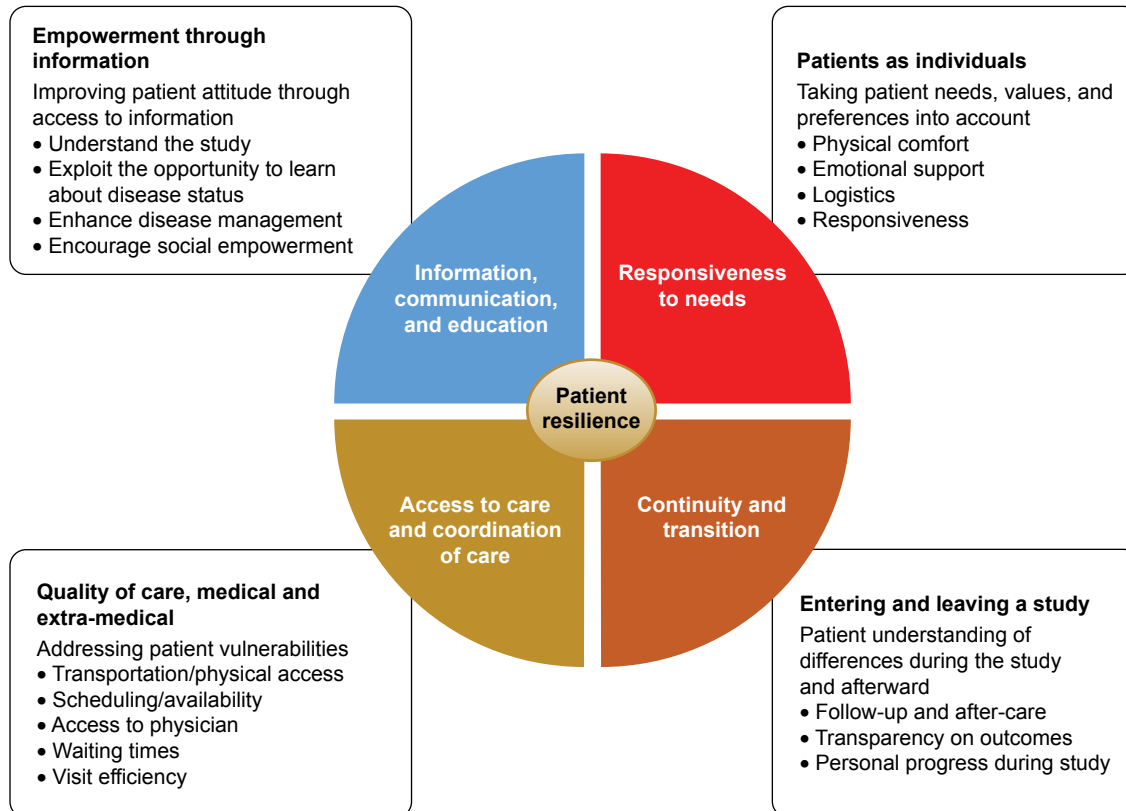 Empowerment through
information
Improving patient attitude through
access to information
• Understand the study
• Exploit the opportunity to learn
about disease status
• Enhance disease management
• Encourage social empowerment
Patients as individuals
Taking patient needs, values, and
preferences into account
• Physical comfort
• Emotional support
• Logistics
• Responsiveness
Information,
communication,
and education
Responsiveness
to needs
Patient
resilience
Access to care
and coordination
of care
Continuity and
transition
Quality of care, medical and
extra-medical
Addressing patient vulnerabilities
• Transportation/physical access
• Scheduling/availability
• Access to physician
• Waiting times
• Visit efficiency
Entering and leaving a study
Patient understanding of
differences during the study
and afterward
• Follow-up and after-care
• Transparency on outcomes
• Personal progress during study